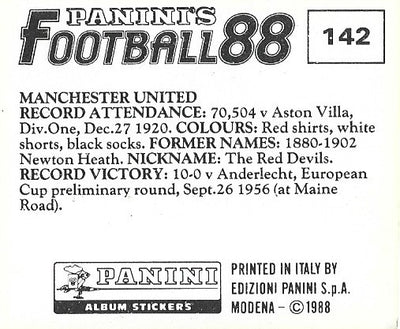 PANINI'S
FOOTBALL 88
142
MANCHESTER UNITED
RECORD ATTENDANCE: 70,504 v Aston Villa,
Div.One, Dec.27 1920. COLOURS: Red shirts, white
shorts, black socks. FORMER NAMES: 1880-1902
Newton Heath. NICKNAME: The Red Devils.
RECORD VICTORY: 10-0 v Anderlecht, European
Cup preliminary round, Sept.26 1956 (at Maine
Road).
PANINI
ALBUM STICKERS
PRINTED IN ITALY BY
EDIZIONI PANINI S.p.A.
MODENA - © 1988